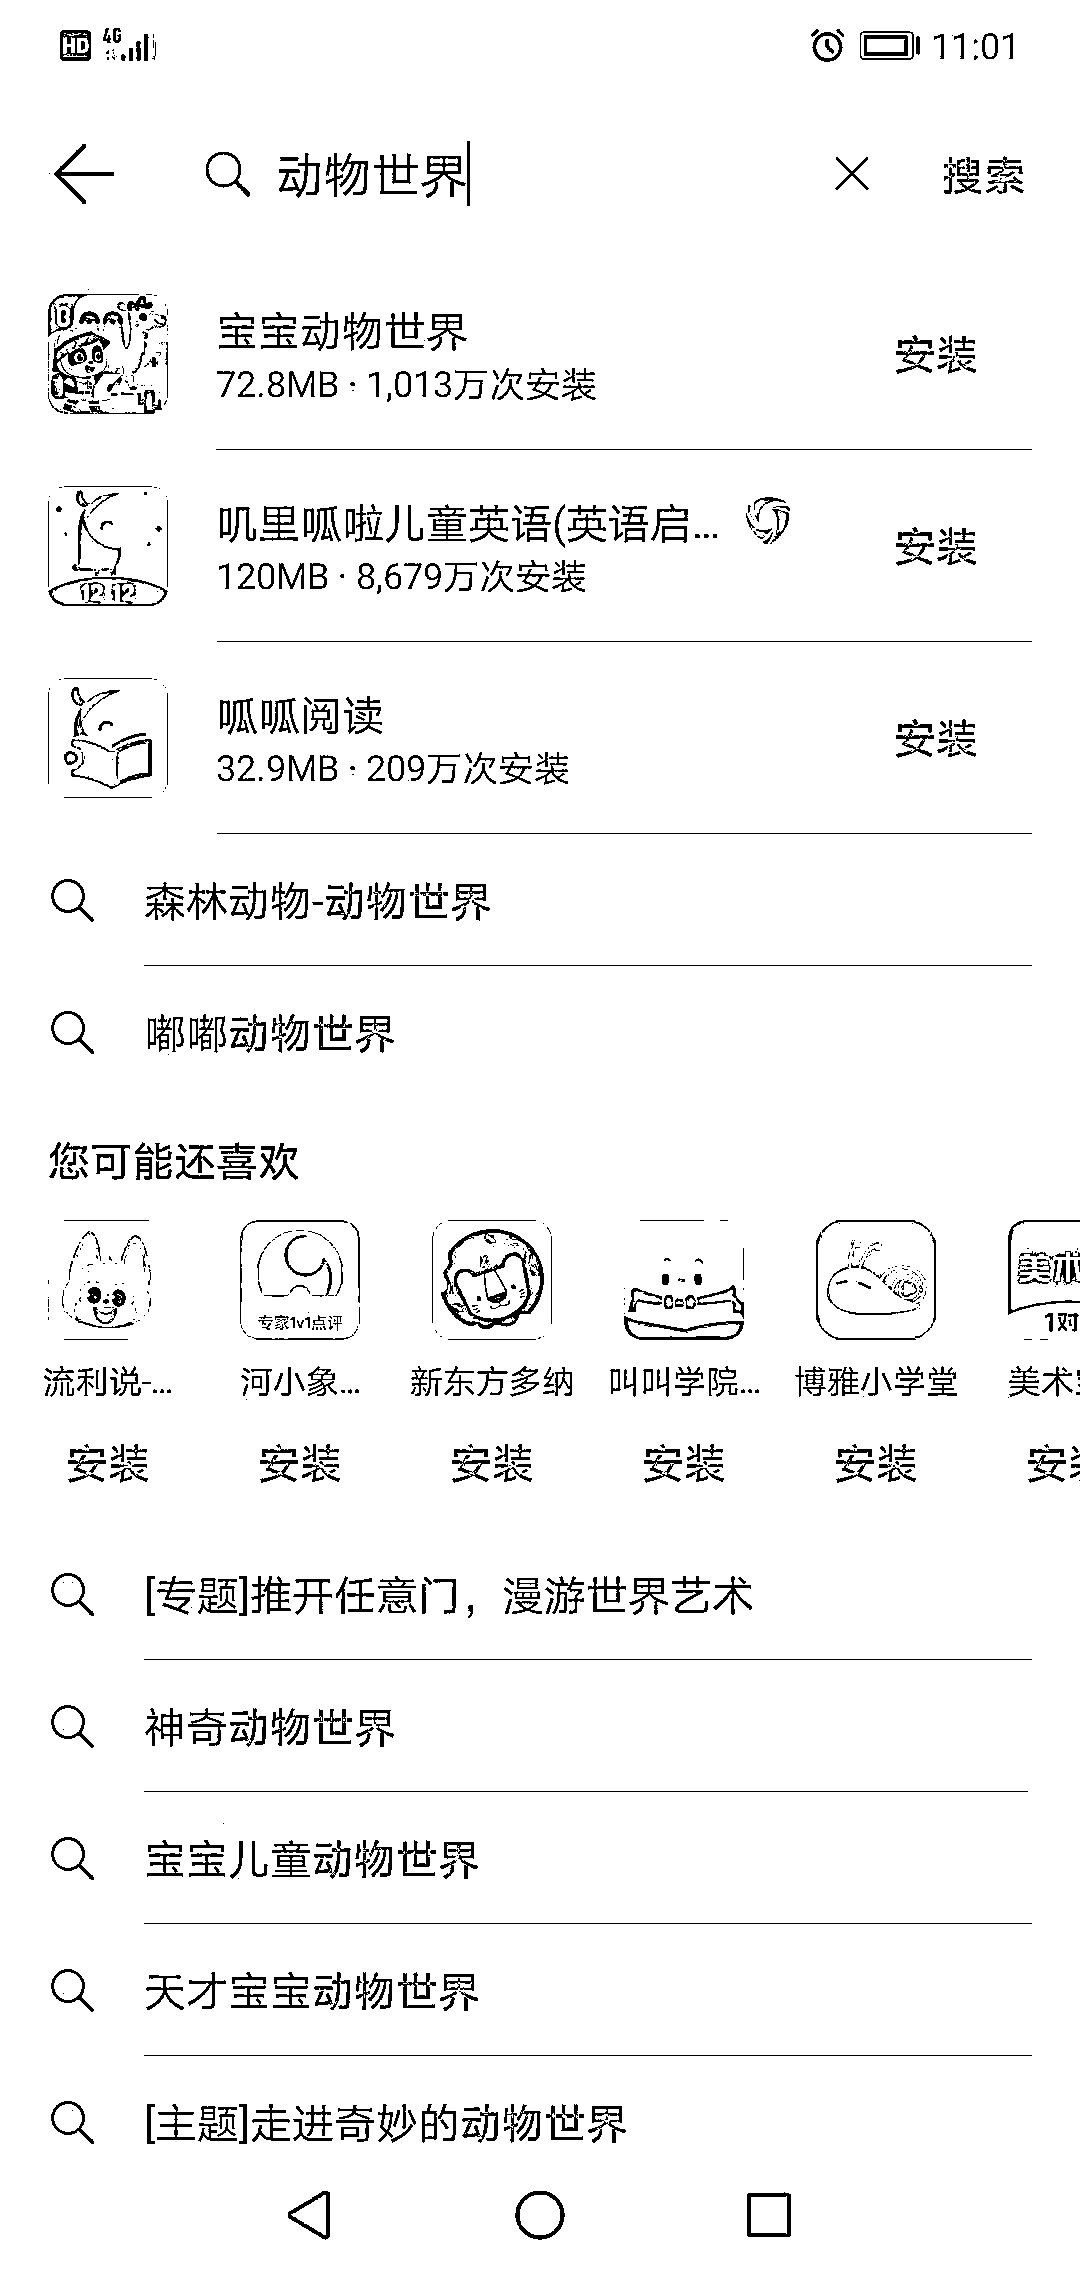 HD 4G 11:01
动物世界 搜索
宝宝动物世界
72.8MB · 1,013万次安装
安装
叽里呱啦儿童英语(英语启...
120MB · 8,679万次安装
安装
1212
呱呱阅读
32.9MB · 209万次安装
安装
森林动物-动物世界
嘟嘟动物世界
您可能还喜欢
专家1v1点评
美术
1对
流利说-... 河小象... 新东方多纳 叫叫学院... 博雅小学堂 美术宝
安装 安装 安装 安装 安装 安装
[专题]推开任意门，漫游世界艺术
神奇动物世界
宝宝儿童动物世界
天才宝宝动物世界
[主题]走进奇妙的动物世界